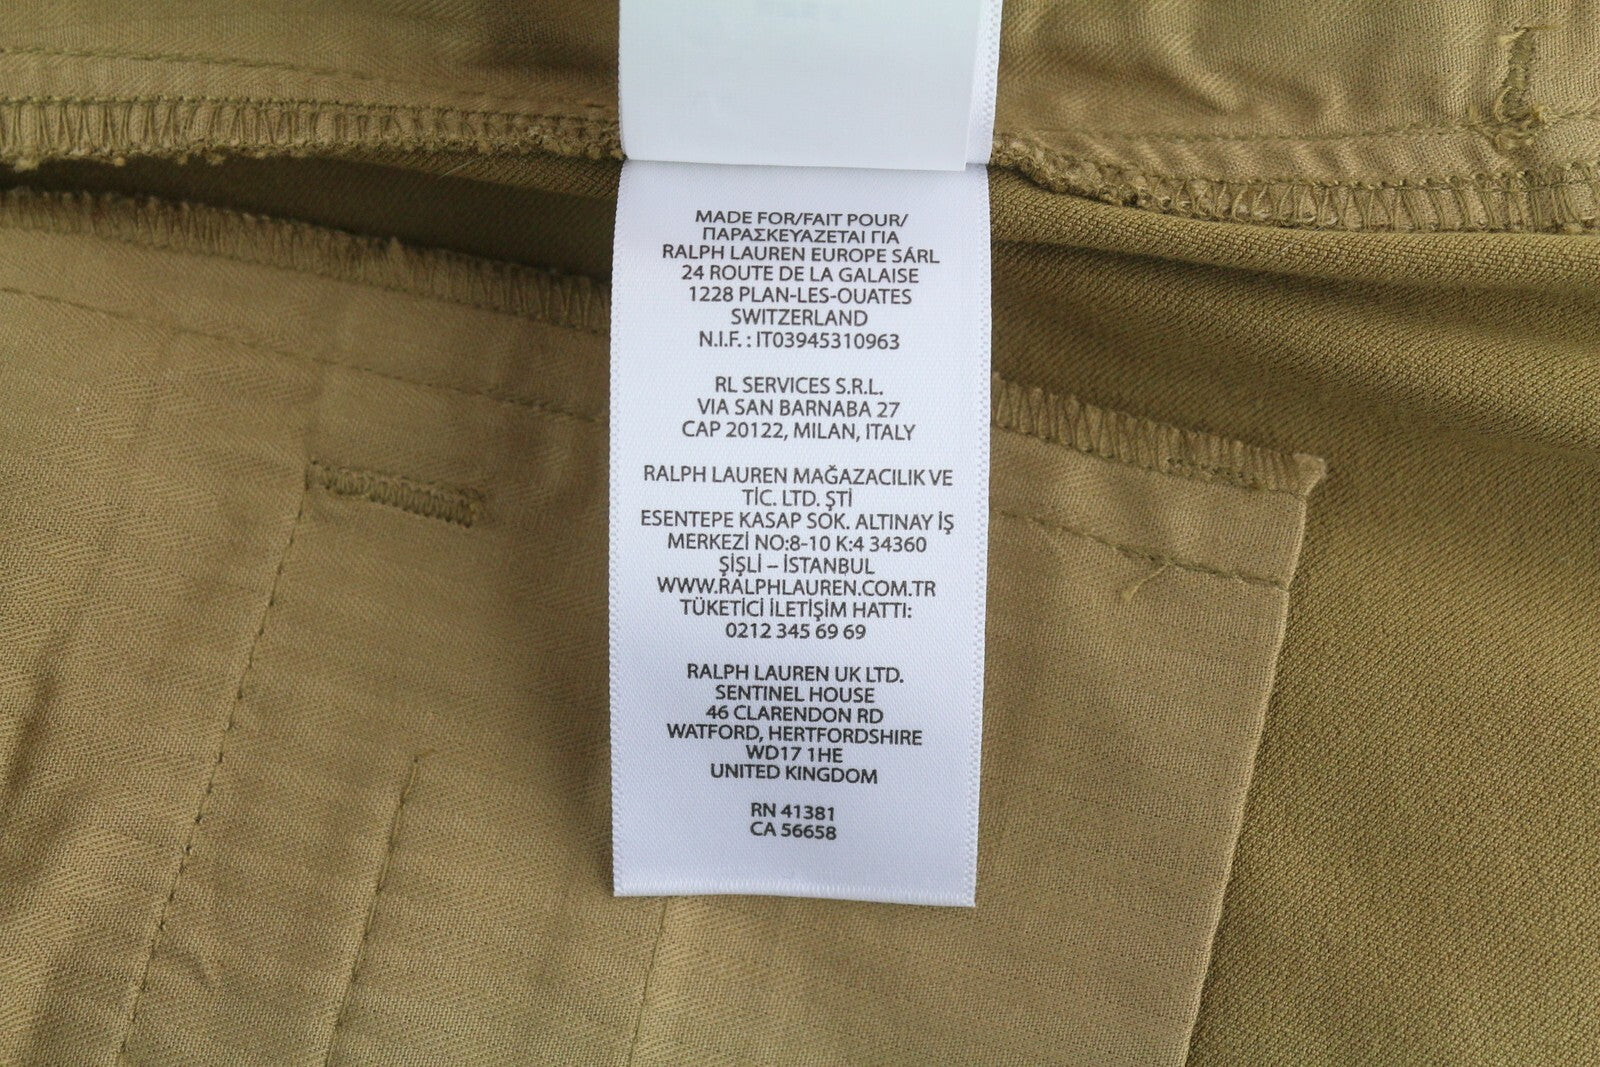 MADE FOR/FAIT POUR/
ΠΑΡΑΣΚΕΥΑΖΕΤΑΙ ΓΙΑ
RALPH LAUREN EUROPE SÁRL
24 ROUTE DE LA GALAISE
1228 PLAN-LES-OUATES
SWITZERLAND
N.I.F. : IT03945310963
RL SERVICES S.R.L.
VIA SAN BARNABA 27
CAP 20122, MILAN, ITALY
RALPH LAUREN MAĞAZACILIK VE
TİC. LTD. ŞTİ
ESENTEPE KASAP SOK. ALTINAY İŞ
MERKEZİ NO:8-10 K:4 34360
ŞİŞLİ – İSTANBUL
WWW.RALPHLAUREN.COM.TR
TÜKETİCİ İLETİŞİM HATTI:
0212 345 69 69
RALPH LAUREN UK LTD.
SENTINEL HOUSE
46 CLARENDON RD
WATFORD, HERTFORDSHIRE
WD17 1HE
UNITED KINGDOM
RN 41381
CA 56658